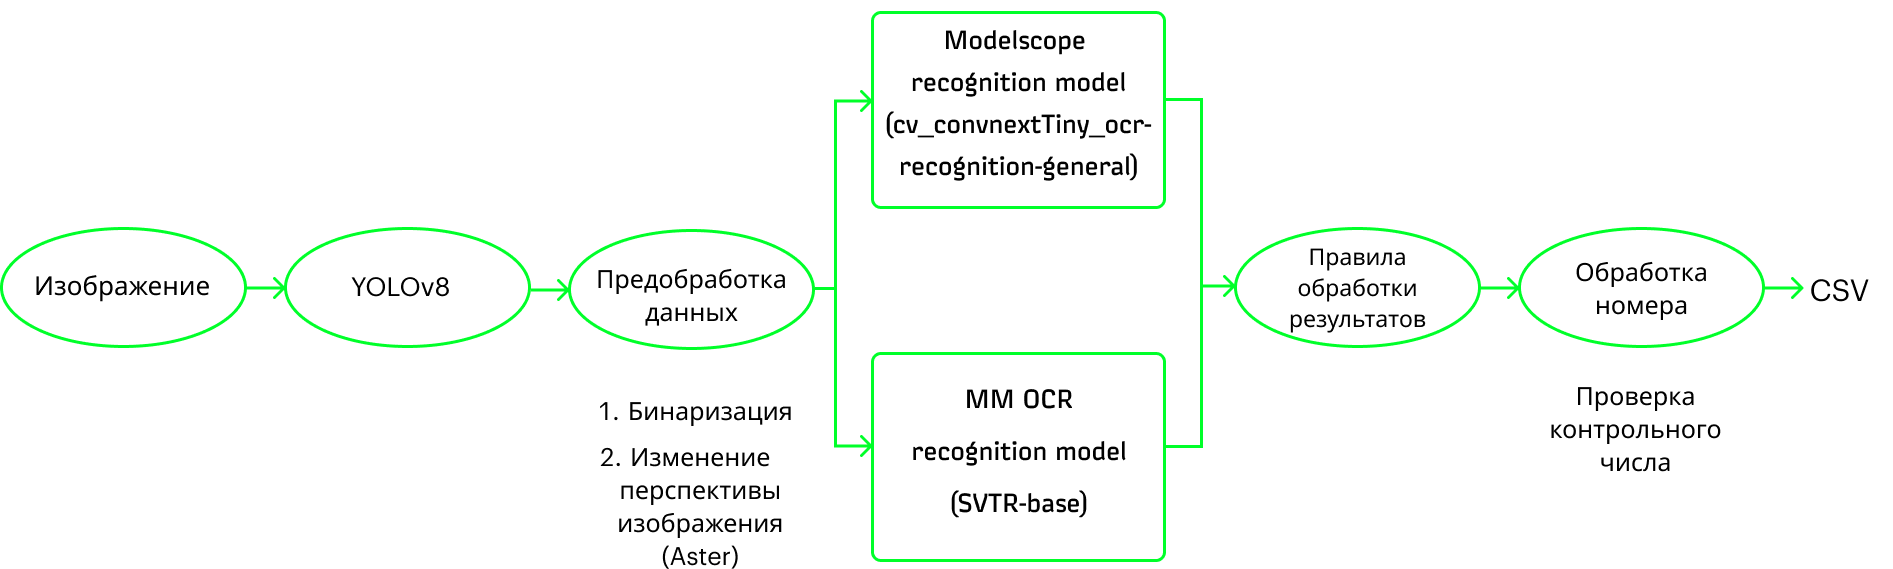 Изображение
YOLOv8
Предобработка
данных
1. Бинаризация
2. Изменение
перспективы
изображения
(Aster)
Modelscope
recognition model
(cv_convnextTiny_ocr-
recognition-general)
MM OCR
recognition model
(SVTR-base)
Правила
обработки
результатов
Обработка
номера
Проверка
контрольного
числа
CSV